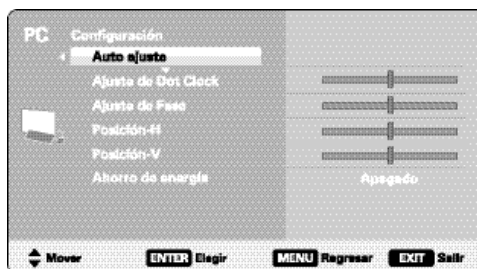 PC Configuración
Auto ajuste
Ajuste de Dot Clock
Ajuste de Fase
Posición-H
Posición-V
Ahorro de energía Apagado
Mover ENTER Elegir MENU Regresar EXIT Salir